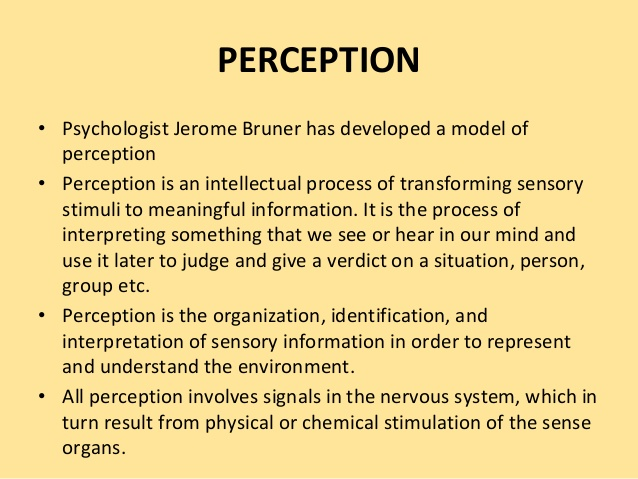 PERCEPTION
• Psychologist Jerome Bruner has developed a model of
perception
• Perception is an intellectual process of transforming sensory
stimuli to meaningful information. It is the process of
interpreting something that we see or hear in our mind and
use it later to judge and give a verdict on a situation, person,
group etc.
• Perception is the organization, identification, and
interpretation of sensory information in order to represent
and understand the environment.
• All perception involves signals in the nervous system, which in
turn result from physical or chemical stimulation of the sense
organs.